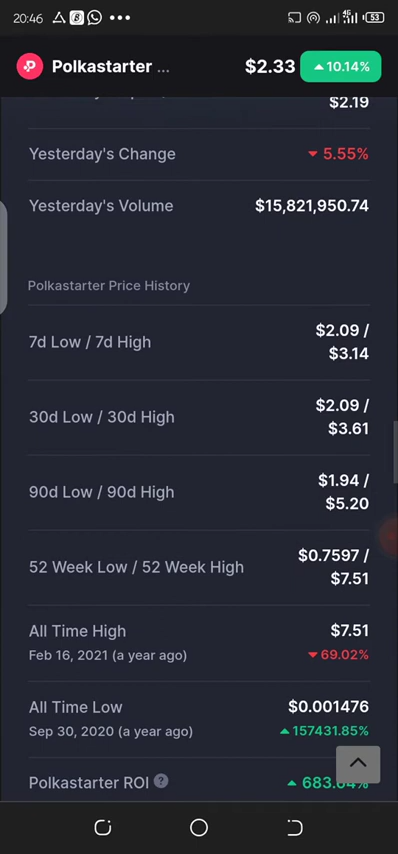 20:46 53
Polkastarter ... $2.33 10.14%
$2.19
Yesterday's Change 5.55%
Yesterday's Volume $15,821,950.74
Polkastarter Price History
7d Low / 7d High $2.09 / $3.14
30d Low / 30d High $2.09 / $3.61
90d Low / 90d High $1.94 / $5.20
52 Week Low / 52 Week High $0.7597 / $7.51
All Time High $7.51
Feb 16, 2021 (a year ago) 69.02%
All Time Low $0.001476
Sep 30, 2020 (a year ago) 157431.85%
Polkastarter ROI ?